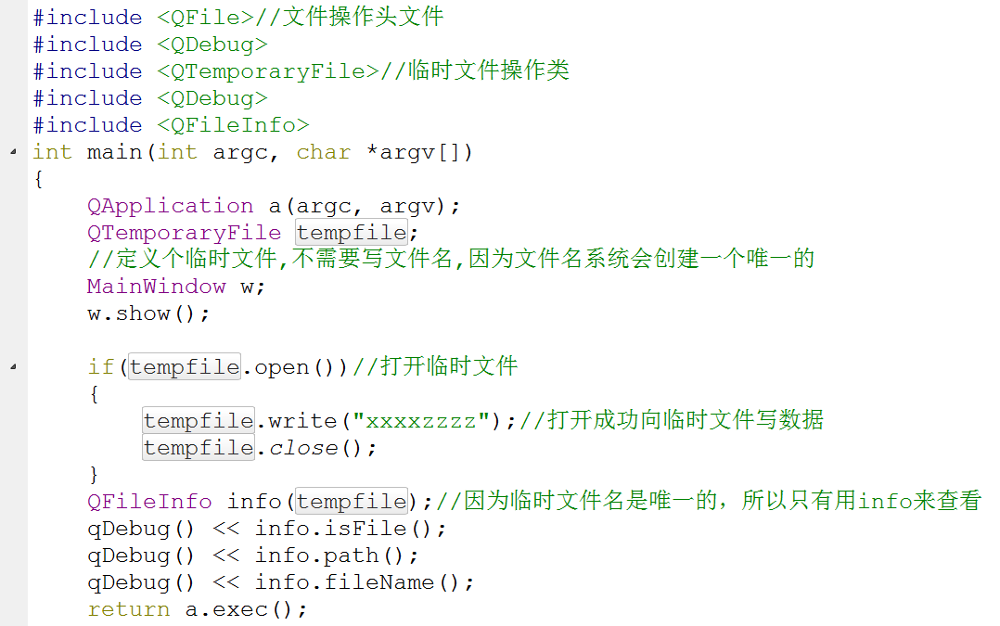 #include <QFile>//文件操作头文件
#include <QDebug>
#include <QTemporaryFile>//临时文件操作类
#include <QDebug>
#include <QFileInfo>
int main(int argc, char *argv[])
{
    QApplication a(argc, argv);
    QTemporaryFile tempfile;
    //定义个临时文件,不需要写文件名,因为文件名系统会创建一个唯一的
    MainWindow w;
    w.show();
    if(tempfile.open())//打开临时文件
    {
        tempfile.write("xxxxzzzz");//打开成功向临时文件写数据
        tempfile.close();
    }
    QFileInfo info(tempfile);//因为临时文件名是唯一的，所以只有用info来查看
    qDebug() << info.isFile();
    qDebug() << info.path();
    qDebug() << info.fileName();
    return a.exec();